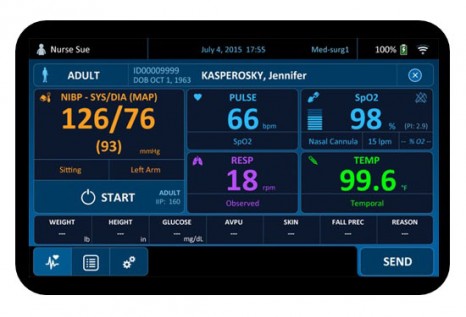 Nurse Sue July 4, 2015 17:55 Med-surg1 100%
ADULT ID00009999 KASPEROSKY, Jennifer
DOB OCT 1, 1963
NIBP - SYS/DIA (MAP)
126/76
(93) mmHg
Sitting Left Arm
START ADULT
IIP: 160
PULSE
66 bpm
SpO2
SpO2
98 % (PI: 2.9)
Nasal Cannula 15 lpm -- % O2 --
RESP
18 rpm
Observed
TEMP
99.6 °F
Temporal
WEIGHT HEIGHT GLUCOSE AVPU SKIN FALL PREC REASON
--- --- --- --- --- --- ---
lb in mg/dL
SEND